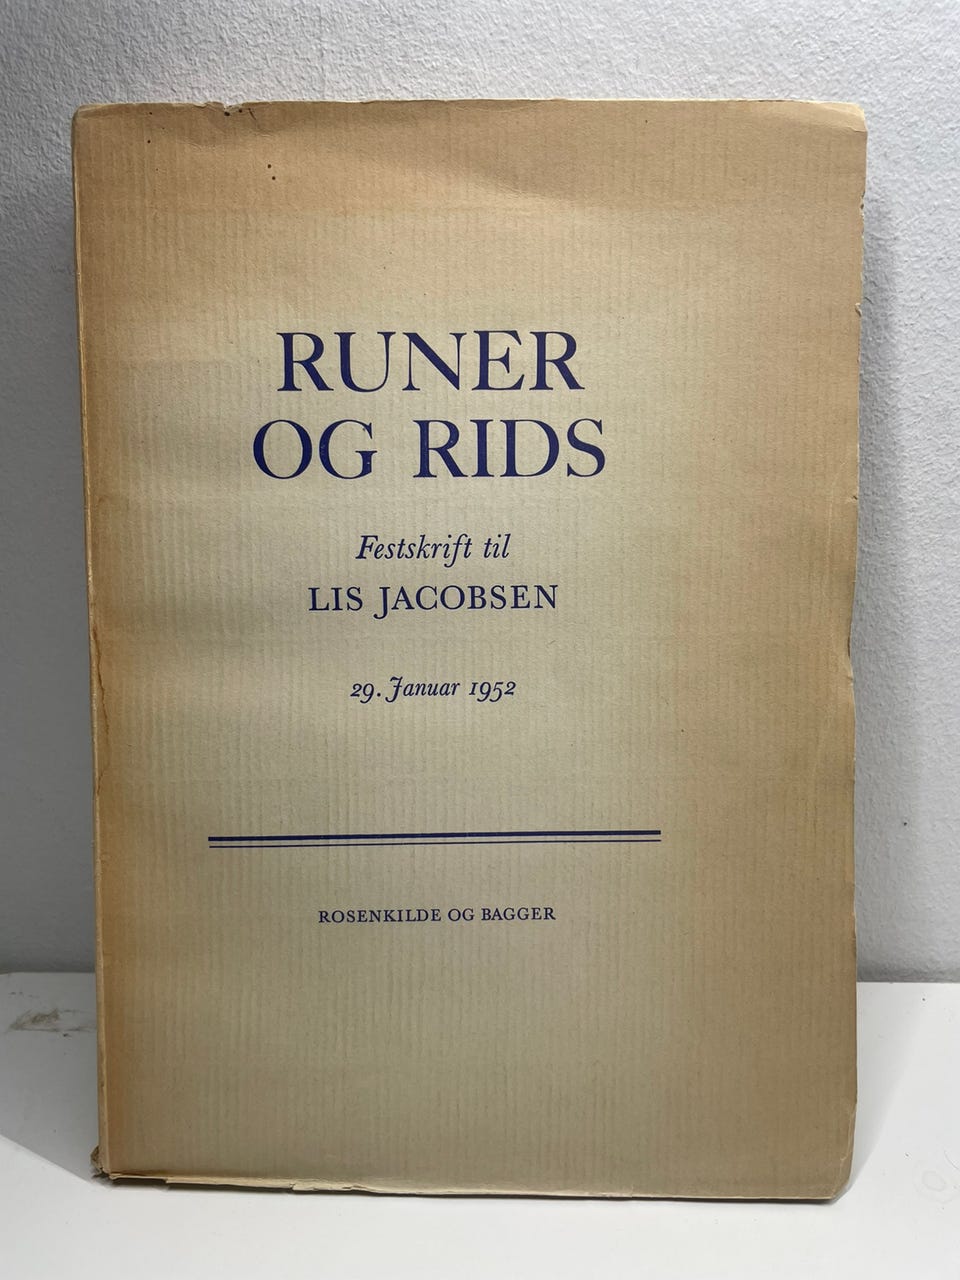 RUNER
OG RIDS
Festskrift til
LIS JACOBSEN
29. Januar 1952
ROSENKILDE OG BAGGER